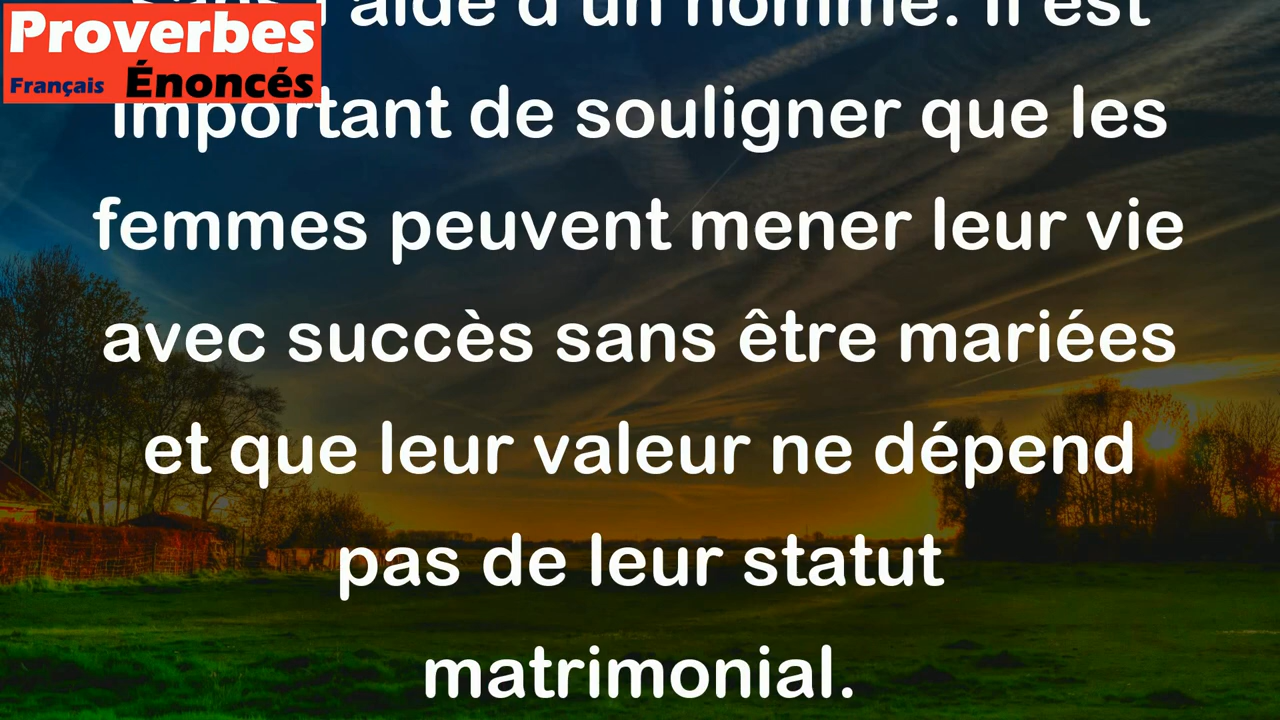 Proverbes
Français Énoncés
sans l'aide d'un homme. Il est
important de souligner que les
femmes peuvent mener leur vie
avec succès sans être mariées
et que leur valeur ne dépend
pas de leur statut
matrimonial.